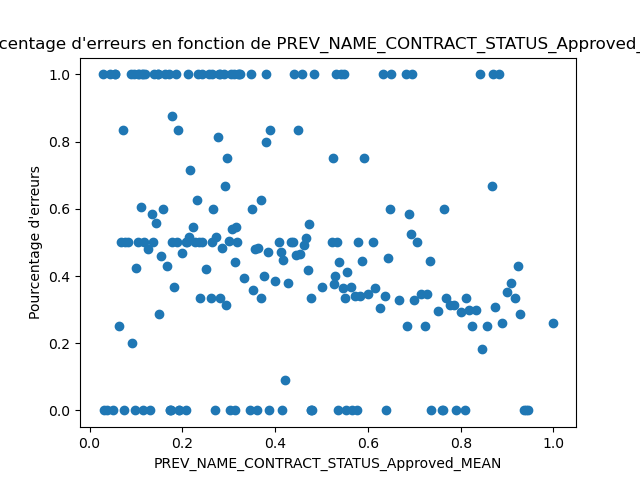 centage d'erreurs en fonction de PREV_NAME_CONTRACT_STATUS_Approved_
1.0
0.8
0.6
0.4
0.2
0.0
Pourcentage d'erreurs
0.0 0.2 0.4 0.6 0.8 1.0
PREV_NAME_CONTRACT_STATUS_Approved_MEAN